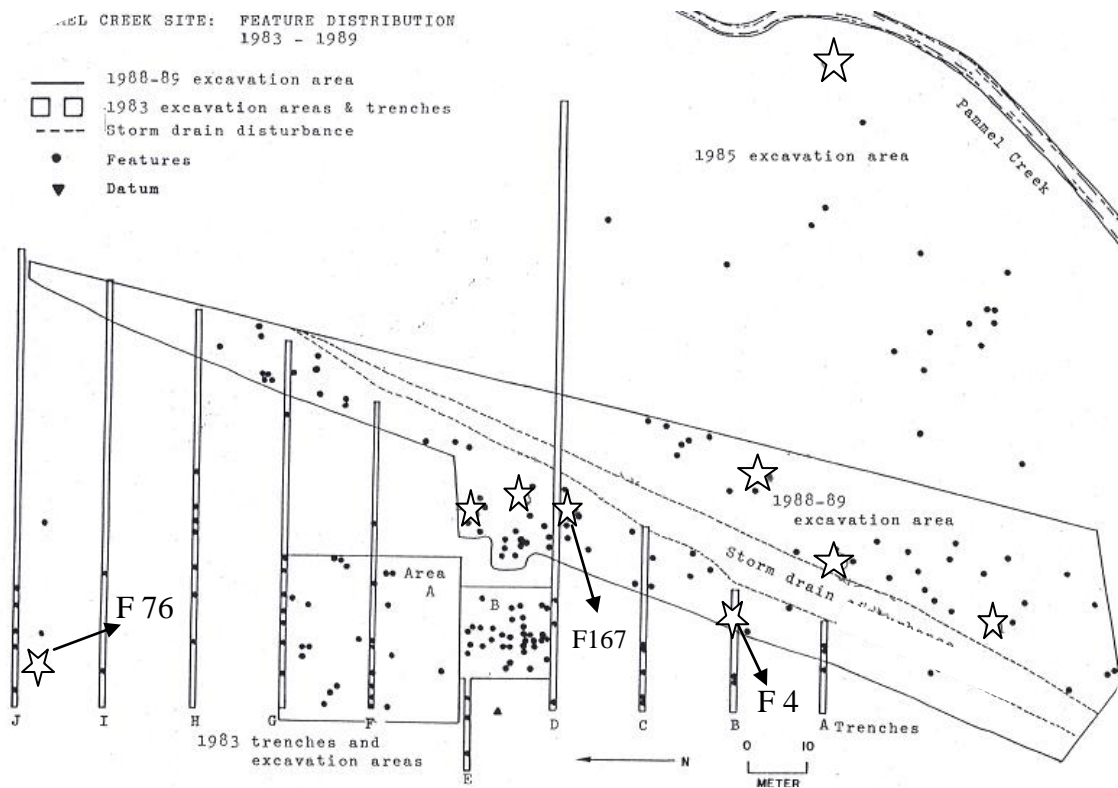 CREEK SITE: FEATURE DISTRIBUTION
1983 - 1989
1988-89 excavation area
1983 excavation areas & trenches
Storm drain disturbance
Features
Datum
1985 excavation area
Pammel Creek
1988-89
excavation area
Storm drain
Area
A
B
F 76
F167
F 4
J
I
H
G
F
E
D
C
B
A Trenches
1983 trenches and
excavation areas
N
0 10
METER